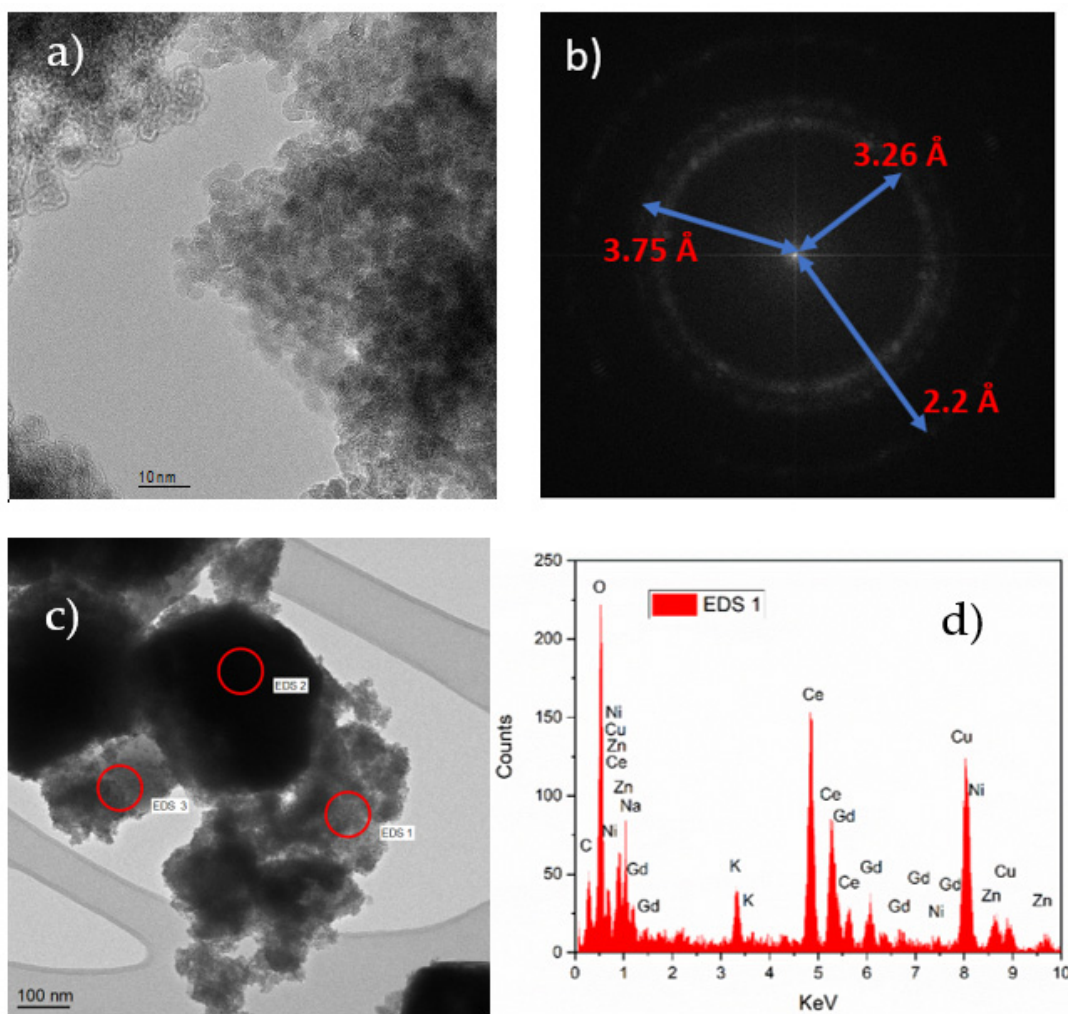 a)
10nm
b)
3.26 Å
3.75 Å
2.2 Å
c)
EDS 2
EDS 3
EDS 1
100 nm
d)
EDS 1
Counts
250
200
150
100
50
0
O
Ni
Cu
Zn
Ce
Zn
Na
Ni
C
Gd
Gd
K
K
Ce
Ce
Gd
Ce
Gd
Gd
Gd
Ni
Gd
Cu
Ni
Zn
Cu
Zn
0 1 2 3 4 5 6 7 8 9 10
KeV